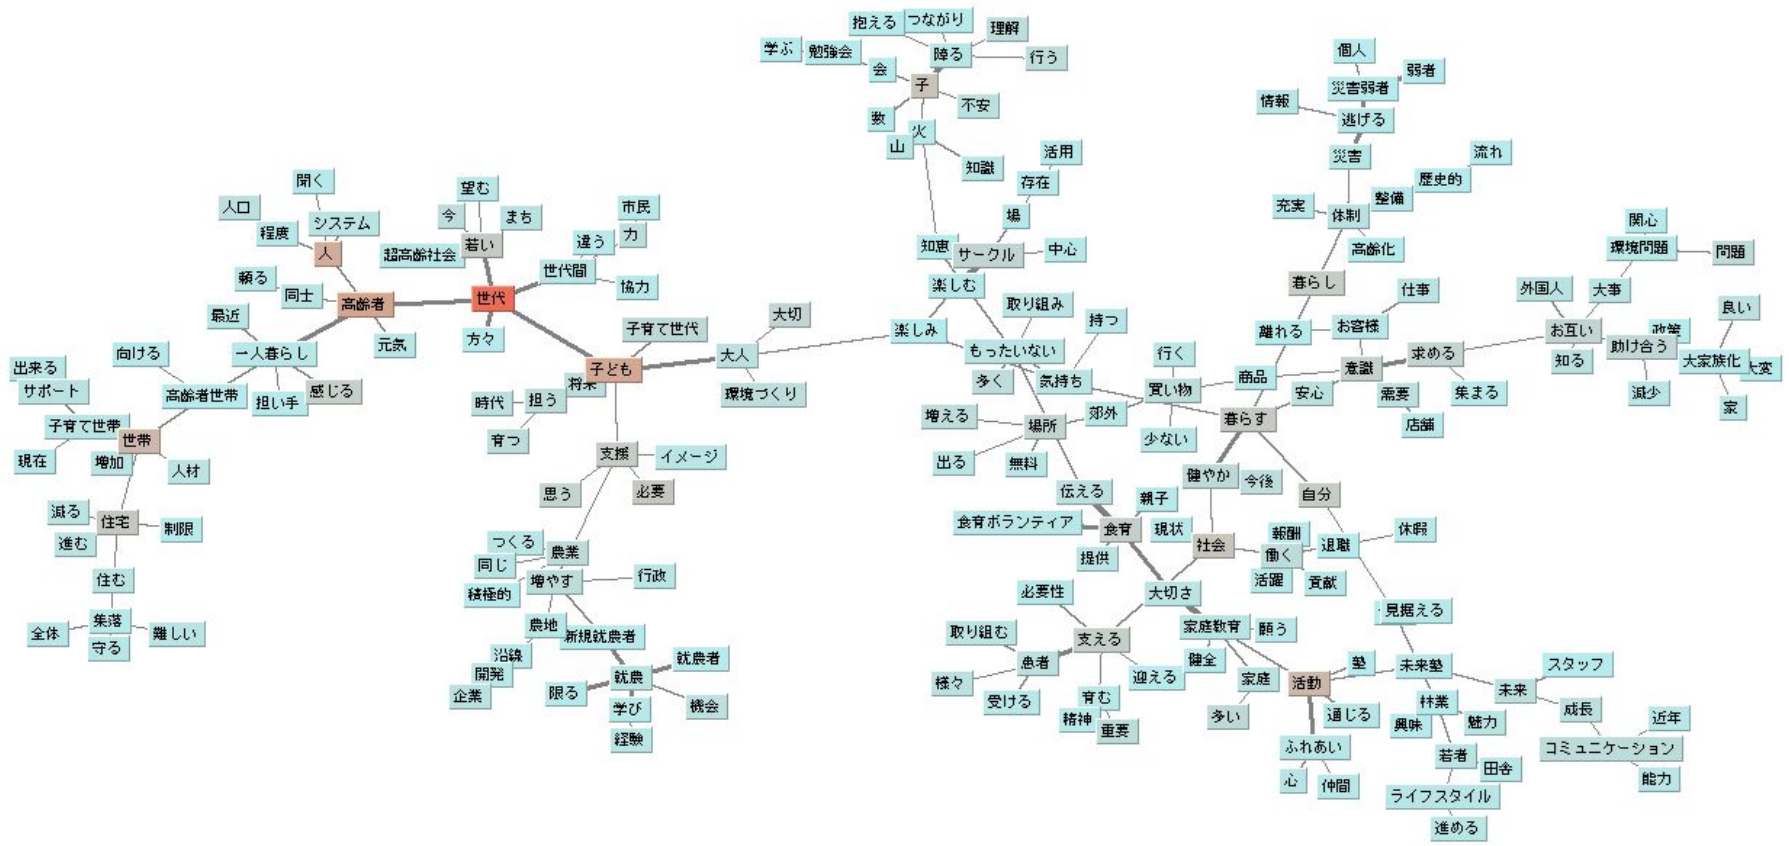 抱える
つながり
理解
学ぶ
勉強会
障る
行う
会
子
不安
数
火
山
知識
活用
存在
場
知恵
サークル
中心
楽しむ
個人
弱者
災害弱者
情報
逃げる
災害
流れ
歴史的
整備
充実
体制
高齢化
暮らし
聞く
人口
システム
程度
人
望む
今
まち
若い
超高齢社会
市民
力
違う
世代間
協力
頼る
同士
高齢者
世代
方々
元気
最近
一人暮らし
向ける
高齢者世帯
担い手
感じる
出来る
サポート
子育て世帯
世帯
現在
増加
人材
減る
住宅
制限
進む
住む
集落
全体
難しい
守る
子育て世代
大切
大人
子ども
将来
環境づくり
時代
担う
育つ
支援
イメージ
思う
必要
つくる
農業
同じ
増やす
行政
積極的
農地
新規就農者
沿線
就農者
開発
企業
限る
就農
学び
機会
経験
楽しみ
取り組み
持つ
もったいない
多く
気持ち
行く
買い物
商品
増える
場所
郊外
少ない
出る
無料
離れる
お客様
仕事
意識
求める
安心
需要
店舗
集まる
暮らす
健やか
今後
自分
関心
環境問題
問題
外国人
大事
お互い
知る
助け合う
政策
良い
大家族化
大変
減少
家
伝える
親子
食育ボランティア
食育
提供
現状
社会
報酬
働く
退職
休暇
活躍
貢献
大切さ
必要性
取り組む
支える
患者
様々
受ける
迎える
育む
精神
重要
家庭教育
願う
健全
家庭
多い
活動
塾
通じる
ふれあい
心
仲間
見据える
未来塾
スタッフ
未来
成長
林業
興味
魅力
近年
コミュニケーション
能力
若者
田舎
ライフスタイル
進める